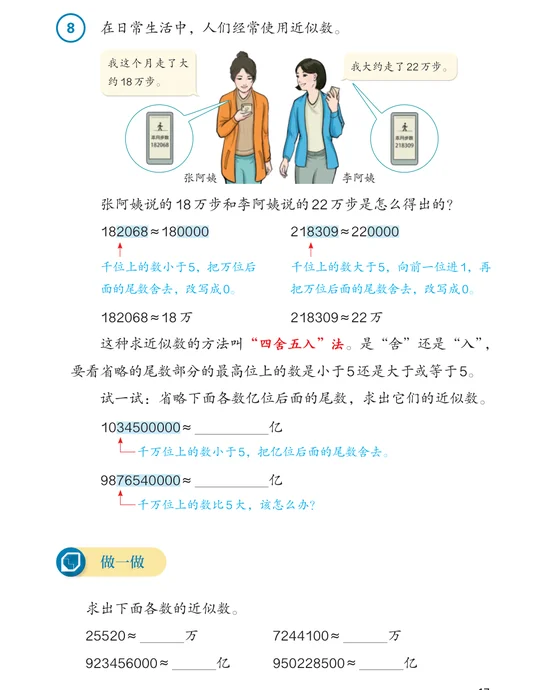 8 在日常生活中，人们经常使用近似数。
我这个月走了大
约18万步。
我大约走了22万步。
本月步数
182068
本月步数
218309
张阿姨
李阿姨
张阿姨说的18万步和李阿姨说的22万步是怎么得出的？
182068≈180000
218309≈220000
千位上的数小于5，把万位后
面的尾数舍去，改写成0。
千位上的数大于5，向前一位进1，再
把万位后面的尾数舍去，改写成0。
182068≈18万
218309≈22万
这种求近似数的方法叫“四舍五入”法。是“舍”还是“入”，
要看省略的尾数部分的最高位上的数是小于5还是大于或等于5。
试一试：省略下面各数亿位后面的尾数，求出它们的近似数。
1034500000≈________亿
千万位上的数小于5，把亿位后面的尾数舍去。
9876540000≈________亿
千万位上的数比5大，该怎么办？
做一做
求出下面各数的近似数。
25520≈_____万
7244100≈_____万
923456000≈_____亿
950228500≈_____亿